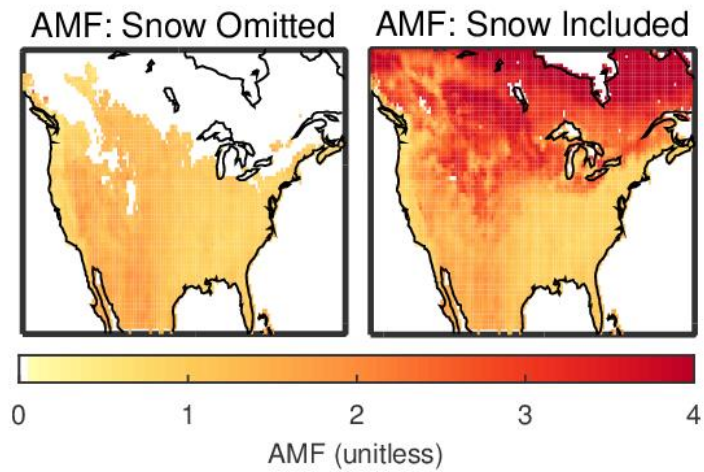 AMF: Snow Omitted
AMF: Snow Included
0 1 2 3 4
AMF (unitless)